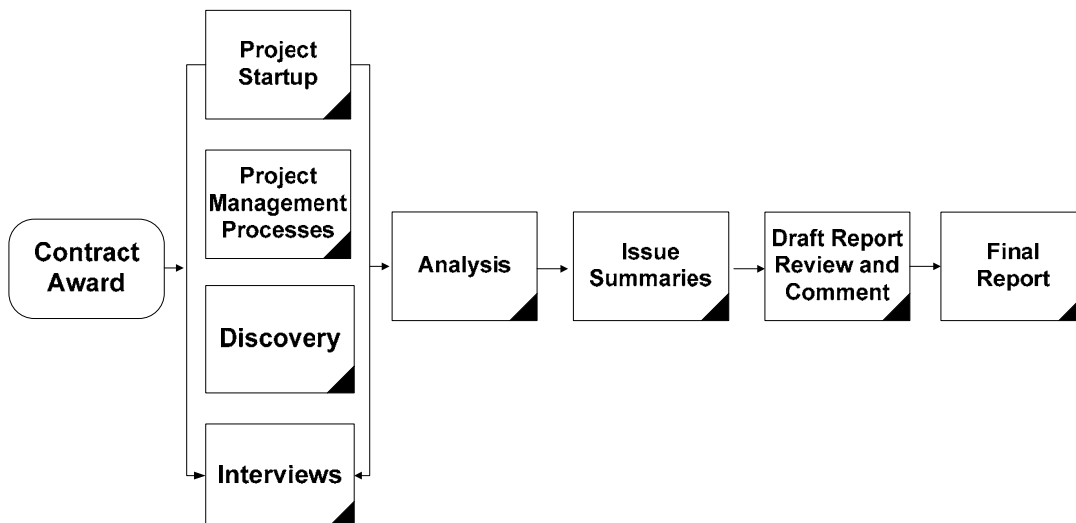 Project
Startup
Project
Management
Processes
Contract
Award
Discovery
Interviews
Analysis
Issue
Summaries
Draft Report
Review and
Comment
Final
Report